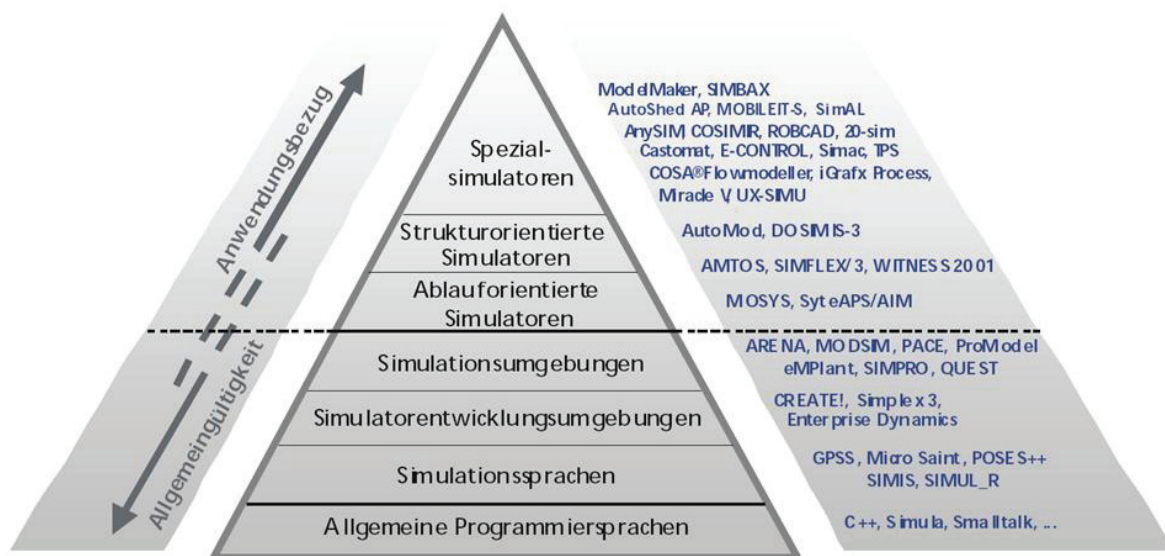 Anwendungsbezug
Allgemeingültigkeit
Spezial-
simulatoren
Strukturorientierte
Simulatoren
Ablauforientierte
Simulatoren
Simulationsumgebungen
Simulatorentwicklungsumgebungen
Simulationssprachen
Allgemeine Programmiersprachen
ModelMaker, SIMBAX
AutoShed AP, MOBILEIT-S, SimAL
AnySIM, COSIMIR, ROBCAD, 20-sim
Castomat, E-CONTROL, Simac, TPS
COSA®Flowmodeller, iGrafx Process,
Miracle V, UX-SIMU
AutoMod, DOSIMIS-3
AMTOS, SIMFLEX/3, WITNESS 2001
MOSYS, SyteAPS/AIM
ARENA, MODSIM, PACE, ProModel
eMPlant, SIMPRO, QUEST
CREATE!, Simplex 3,
Enterprise Dynamics
GPSS, Micro Saint, POSES++
SIMIS, SIMUL_R
C++, Simula, Smalltalk, ...